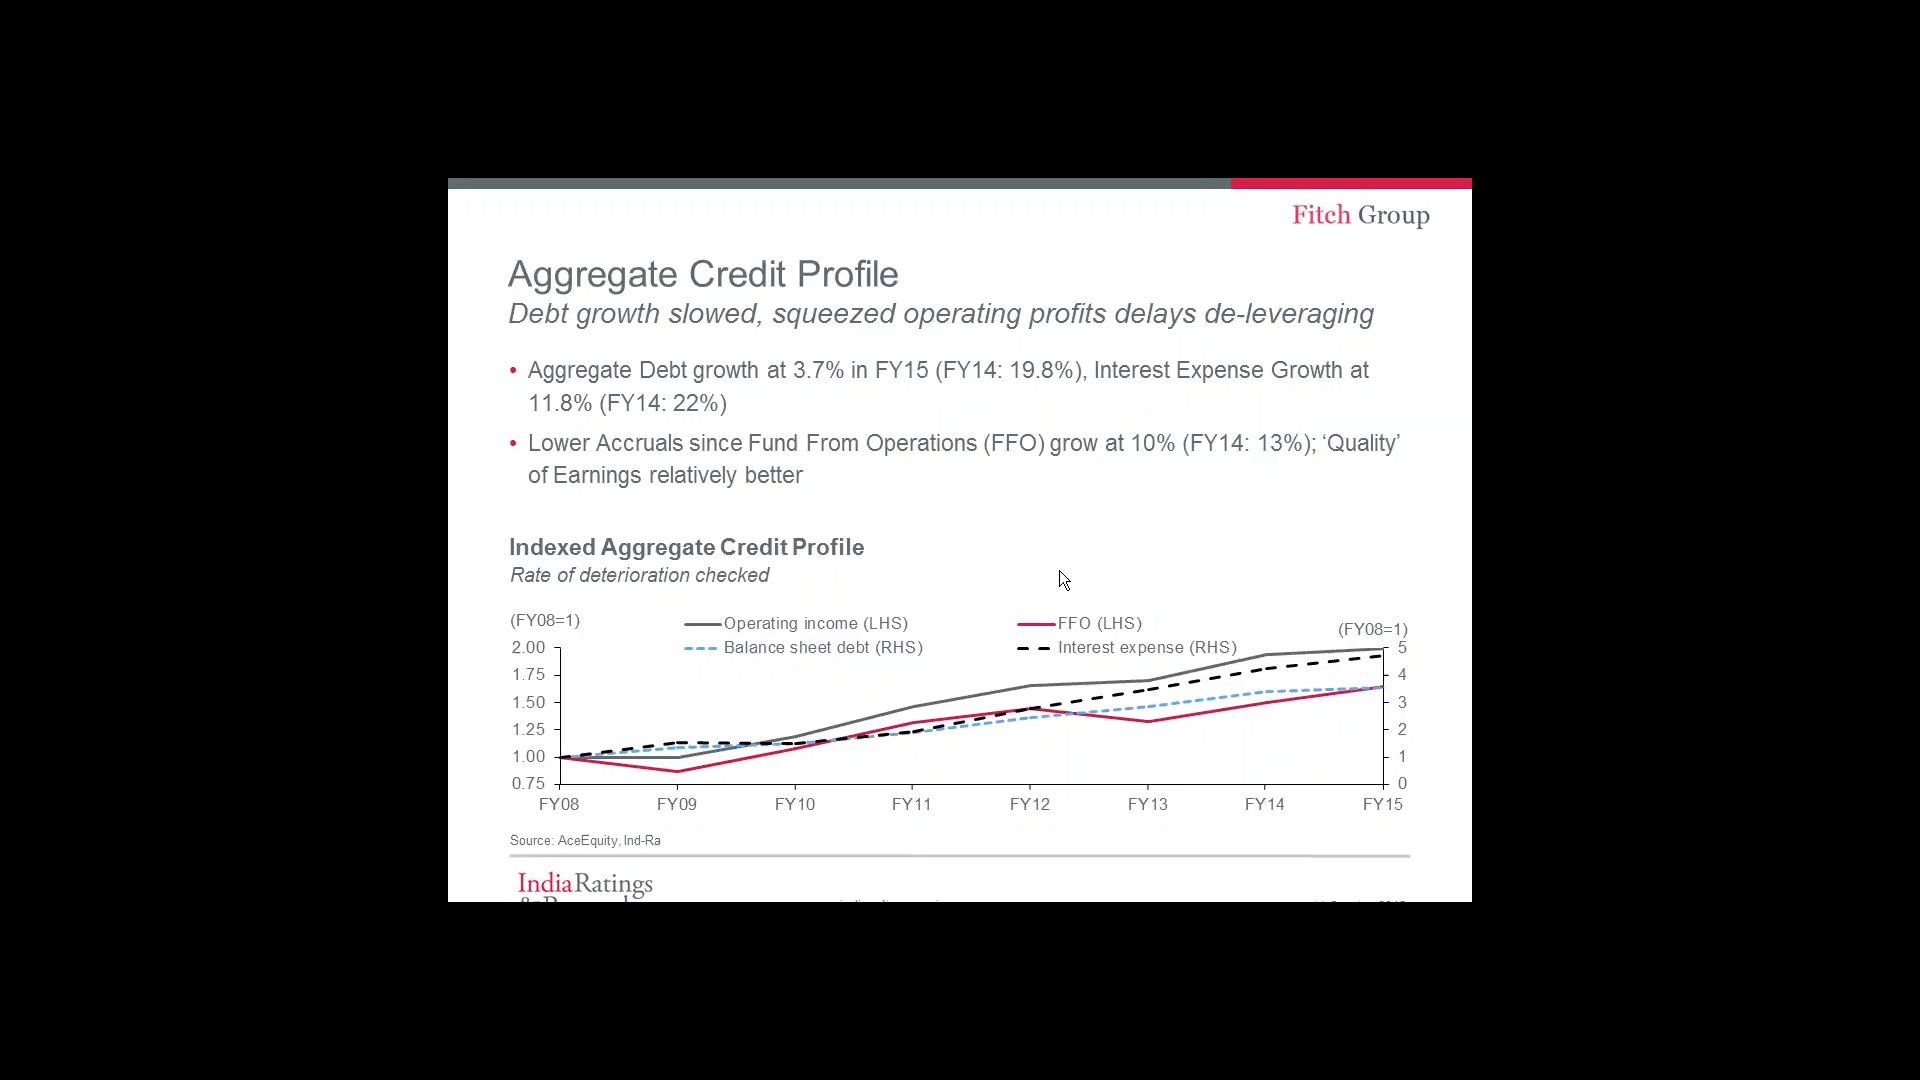 Fitch Group
Aggregate Credit Profile
Debt growth slowed, squeezed operating profits delays de-leveraging
• Aggregate Debt growth at 3.7% in FY15 (FY14: 19.8%), Interest Expense Growth at
11.8% (FY14: 22%)
• Lower Accruals since Fund From Operations (FFO) grow at 10% (FY14: 13%); ‘Quality’
of Earnings relatively better
Indexed Aggregate Credit Profile
Rate of deterioration checked
(FY08=1)
Operating income (LHS)
FFO (LHS)
(FY08=1)
Balance sheet debt (RHS)
Interest expense (RHS)
2.00
1.75
1.50
1.25
1.00
0.75
5
4
3
2
1
0
FY08 FY09 FY10 FY11 FY12 FY13 FY14 FY15
Source: AceEquity, Ind-Ra
IndiaRatings